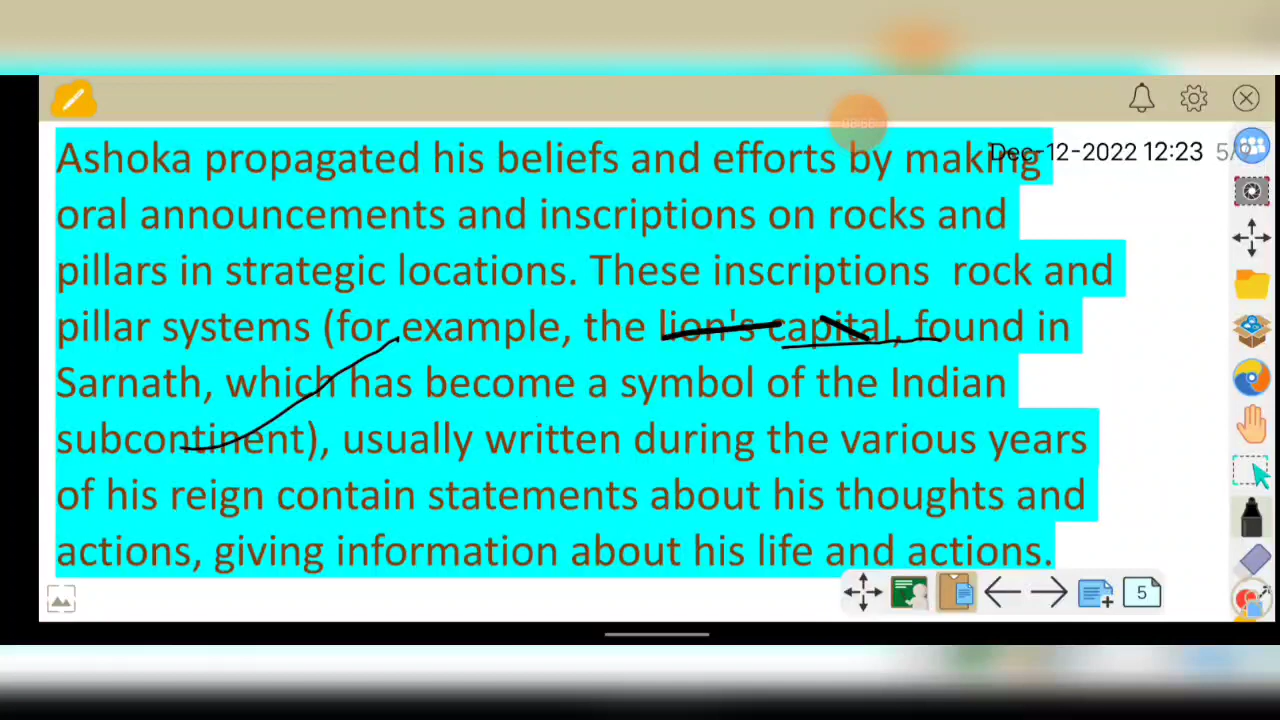 Dec-12-2022 12:23
Ashoka propagated his beliefs and efforts by making
oral announcements and inscriptions on rocks and
pillars in strategic locations. These inscriptions rock and
pillar systems (for example, the lion's capital, found in
Sarnath, which has become a symbol of the Indian
subcontinent), usually written during the various years
of his reign contain statements about his thoughts and
actions, giving information about his life and actions.
5